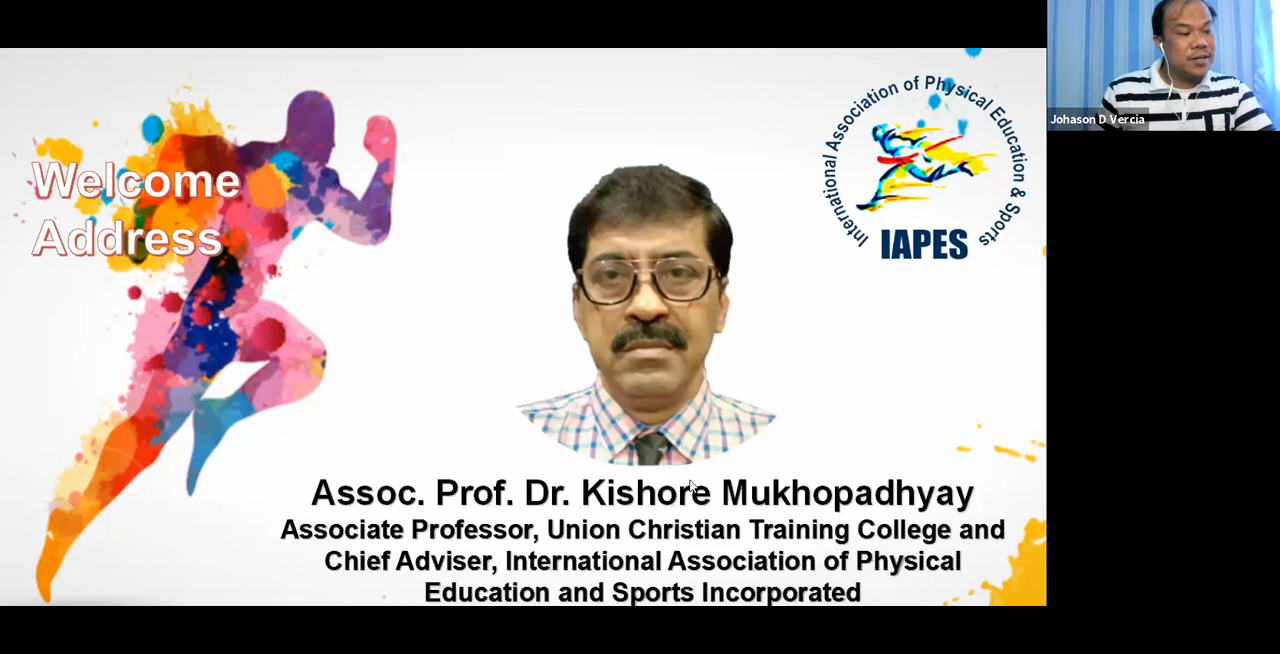 Welcome
Address
International Association of Physical Education & Sports
IAPES
Johason D Vercia
Assoc. Prof. Dr. Kishore Mukhopadhyay
Associate Professor, Union Christian Training College and
Chief Adviser, International Association of Physical
Education and Sports Incorporated